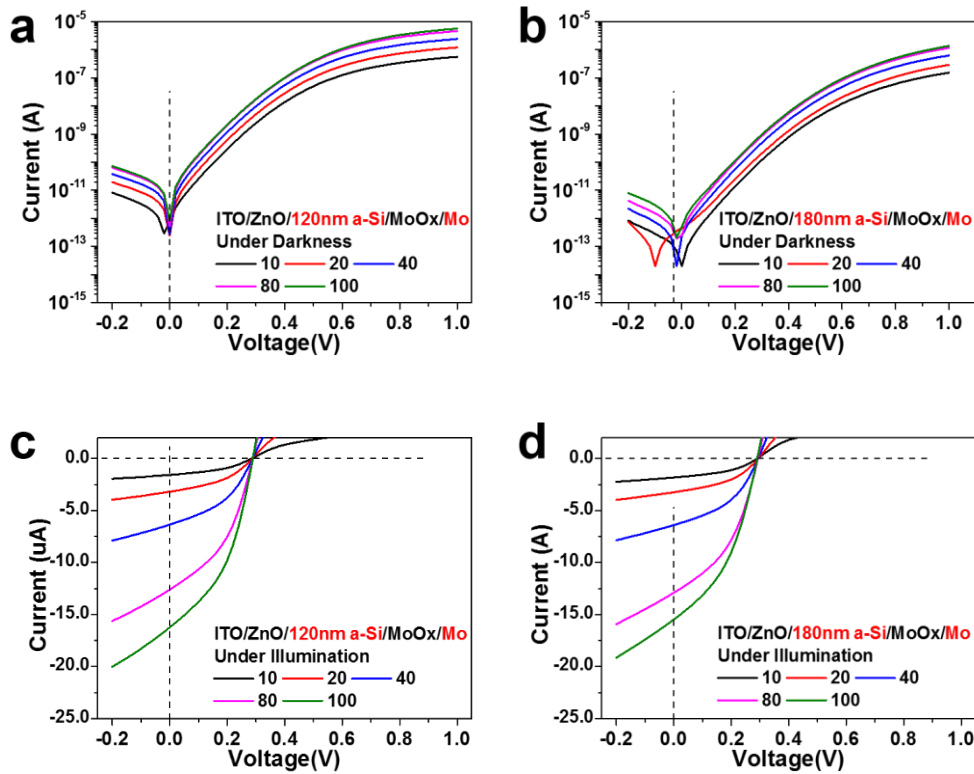 a
10^-5
10^-7
10^-9
10^-11
10^-13
10^-15
Current (A)
ITO/ZnO/120nm a-Si/MoOx/Mo
Under Darkness
10 20 40
80 100
-0.2 0.0 0.2 0.4 0.6 0.8 1.0
Voltage(V)
b
10^-5
10^-7
10^-9
10^-11
10^-13
10^-15
Current (A)
ITO/ZnO/180nm a-Si/MoOx/Mo
Under Darkness
10 20 40
80 100
-0.2 0.0 0.2 0.4 0.6 0.8 1.0
Voltage(V)
c
0.0
-5.0
-10.0
-15.0
-20.0
-25.0
Current (uA)
ITO/ZnO/120nm a-Si/MoOx/Mo
Under Illumination
10 20 40
80 100
-0.2 0.0 0.2 0.4 0.6 0.8 1.0
Voltage(V)
d
0.0
-5.0
-10.0
-15.0
-20.0
-25.0
Current (A)
ITO/ZnO/180nm a-Si/MoOx/Mo
Under Illumination
10 20 40
80 100
-0.2 0.0 0.2 0.4 0.6 0.8 1.0
Voltage(V)